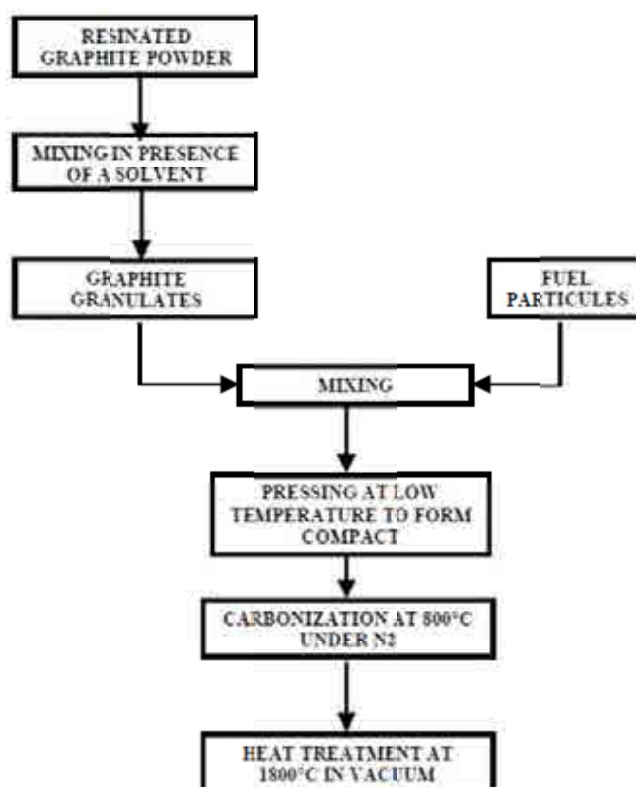 RESINATED
GRAPHITE POWDER
MIXING IN PRESENCE
OF A SOLVENT
GRAPHITE
GRANULATES
FUEL
PARTICULES
MIXING
PRESSING AT LOW
TEMPERATURE TO FORM
COMPACT
CARBONIZATION AT 800°C
UNDER N2
HEAT TREATMENT AT
1800°C IN VACUUM